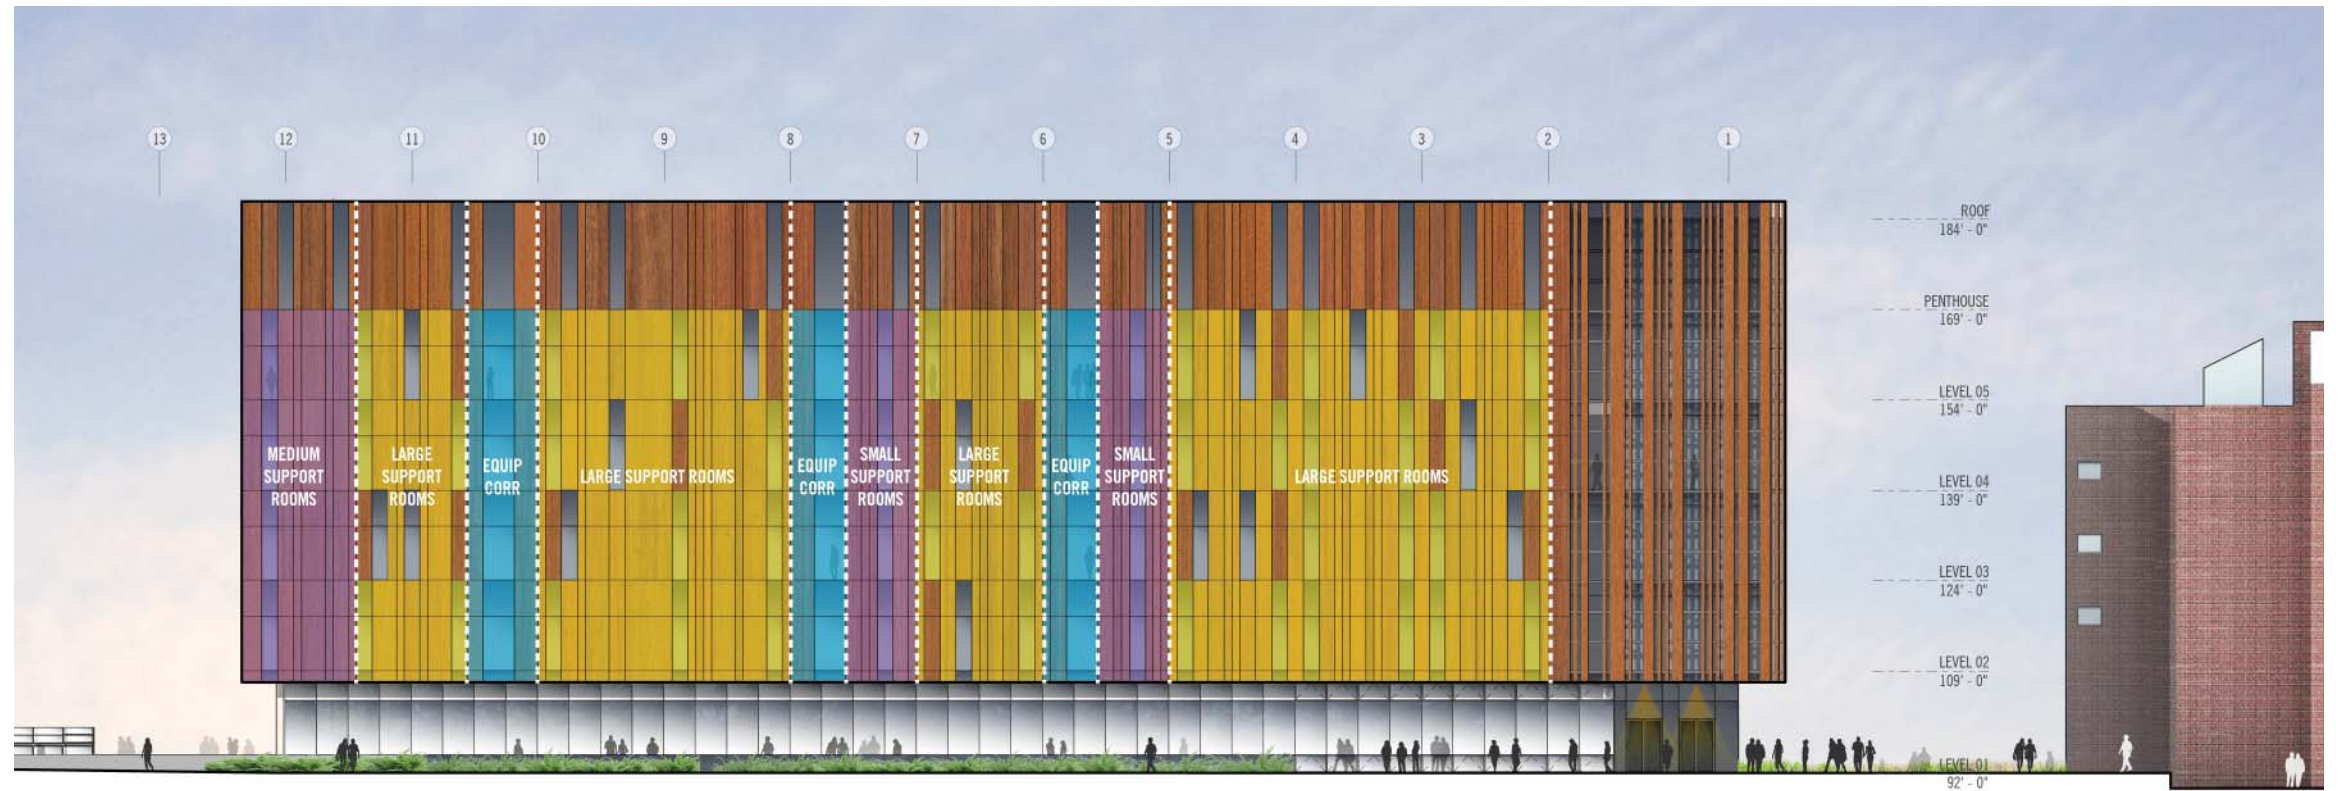 13
12
11
10
9
8
7
6
5
4
3
2
1
ROOF
184' - 0"
PENTHOUSE
169' - 0"
LEVEL 05
154' - 0"
MEDIUM
SUPPORT
ROOMS
LARGE
SUPPORT
ROOMS
EQUIP
CORR
LARGE SUPPORT ROOMS
EQUIP
CORR
SMALL
SUPPORT
ROOMS
LARGE
SUPPORT
ROOMS
EQUIP
CORR
SMALL
SUPPORT
ROOMS
LARGE SUPPORT ROOMS
LEVEL 04
139' - 0"
LEVEL 03
124' - 0"
LEVEL 02
109' - 0"
LEVEL 01
92' - 0"